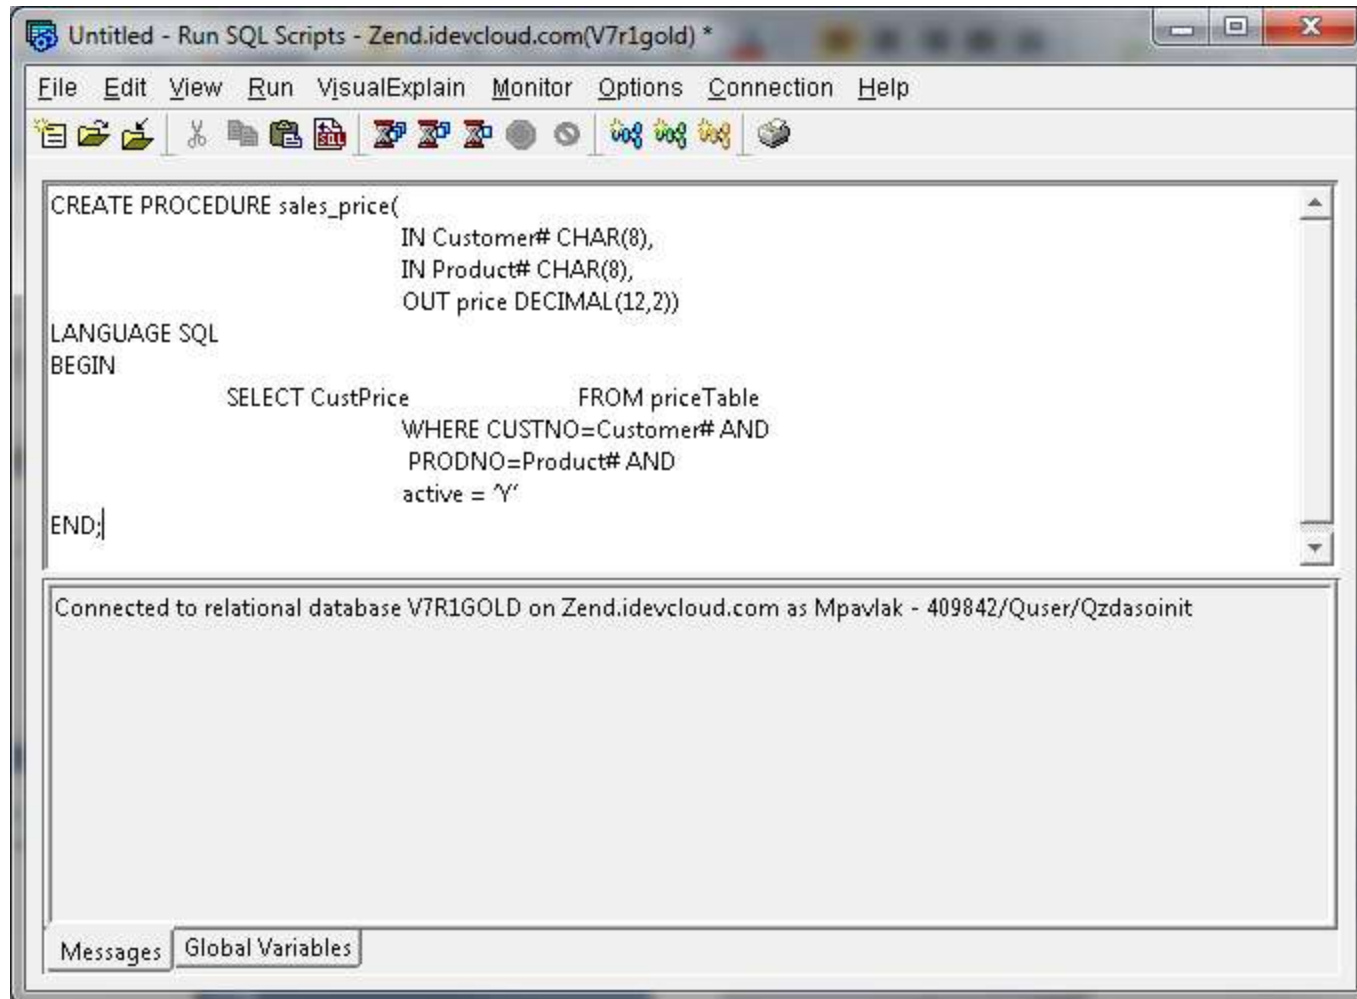 Untitled - Run SQL Scripts - Zend.idevcloud.com(V7r1gold) *
File Edit View Run VisualExplain Monitor Options Connection Help
CREATE PROCEDURE sales_price(
IN Customer# CHAR(8),
IN Product# CHAR(8),
OUT price DECIMAL(12,2))
LANGUAGE SQL
BEGIN
SELECT CustPrice FROM priceTable
WHERE CUSTNO=Customer# AND
PRODNO=Product# AND
active = ‘Y‘
END;
Connected to relational database V7R1GOLD on Zend.idevcloud.com as Mpavlak - 409842/Quser/Qzdasoinit
Messages Global Variables